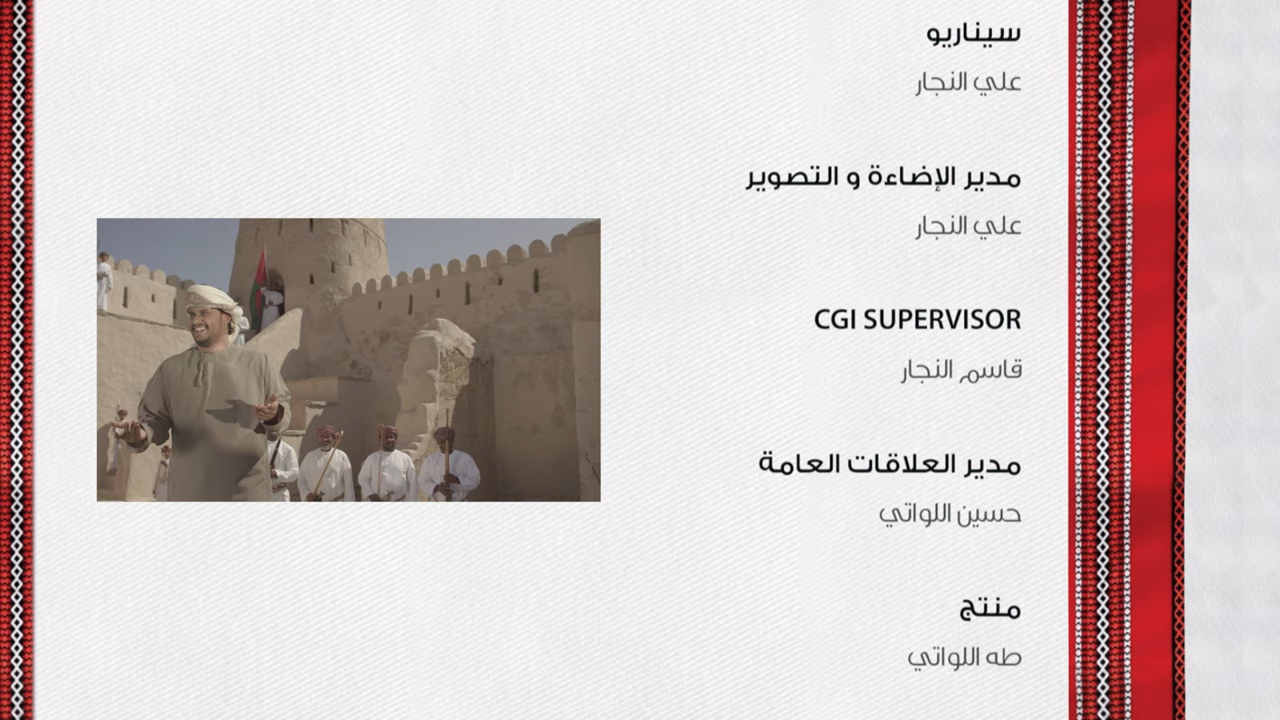 سيناريو
علي النجار
مدير الإضاءة و التصوير
علي النجار
CGI SUPERVISOR
قاسم النجار
مدير العلاقات العامة
حسين اللواتي
منتج
طه اللواتي